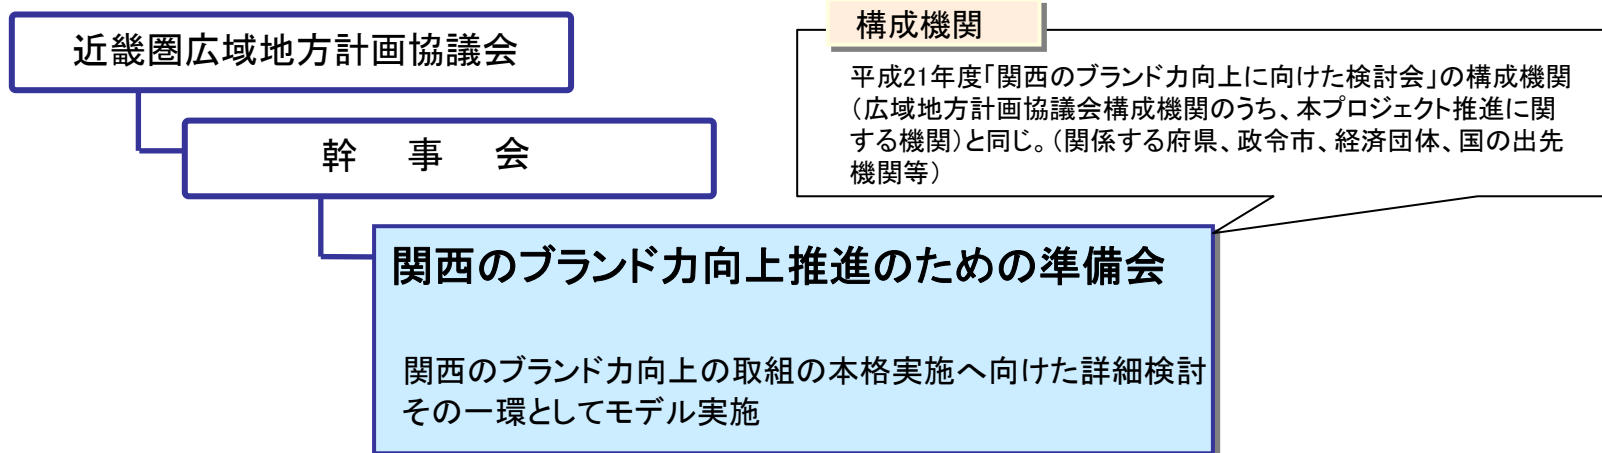 近畿圏広域地方計画協議会
幹 事 会
構成機関
平成21年度「関西のブランド力向上に向けた検討会」の構成機関
（広域地方計画協議会構成機関のうち、本プロジェクト推進に関
する機関）と同じ。（関係する府県、政令市、経済団体、国の出先
機関等）
関西のブランド力向上推進のための準備会
関西のブランド力向上の取組の本格実施へ向けた詳細検討
その一環としてモデル実施